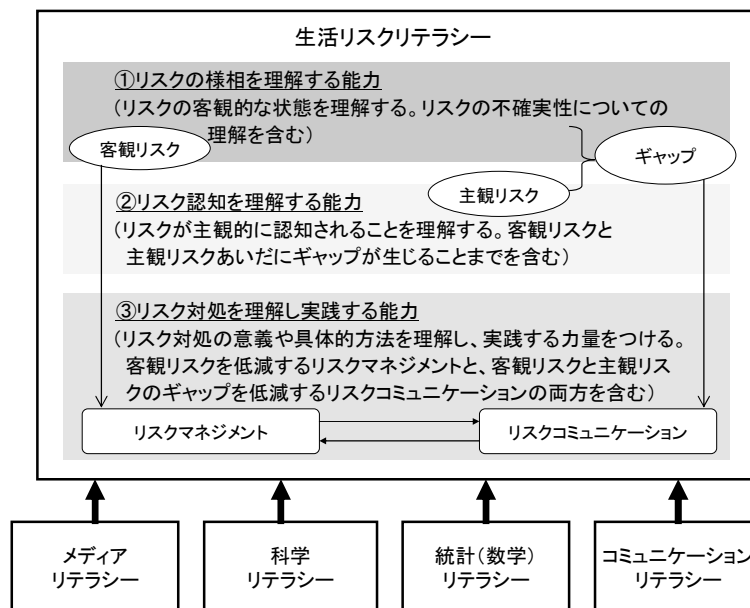 生活リスクリテラシー
①リスクの様相を理解する能力
(リスクの客観的な状態を理解する。リスクの不確実性についての
理解を含む)
客観リスク
ギャップ
主観リスク
②リスク認知を理解する能力
(リスクが主観的に認知されることを理解する。客観リスクと
主観リスクあいだにギャップが生じることまでを含む)
③リスク対処を理解し実践する能力
(リスク対処の意義や具体的方法を理解し、実践する力量をつける。
客観リスクを低減するリスクマネジメントと、客観リスクと主観リス
クのギャップを低減するリスクコミュニケーションの両方を含む)
リスクマネジメント
リスクコミュニケーション
メディア
リテラシー
科学
リテラシー
統計(数学)
リテラシー
コミュニケーション
リテラシー